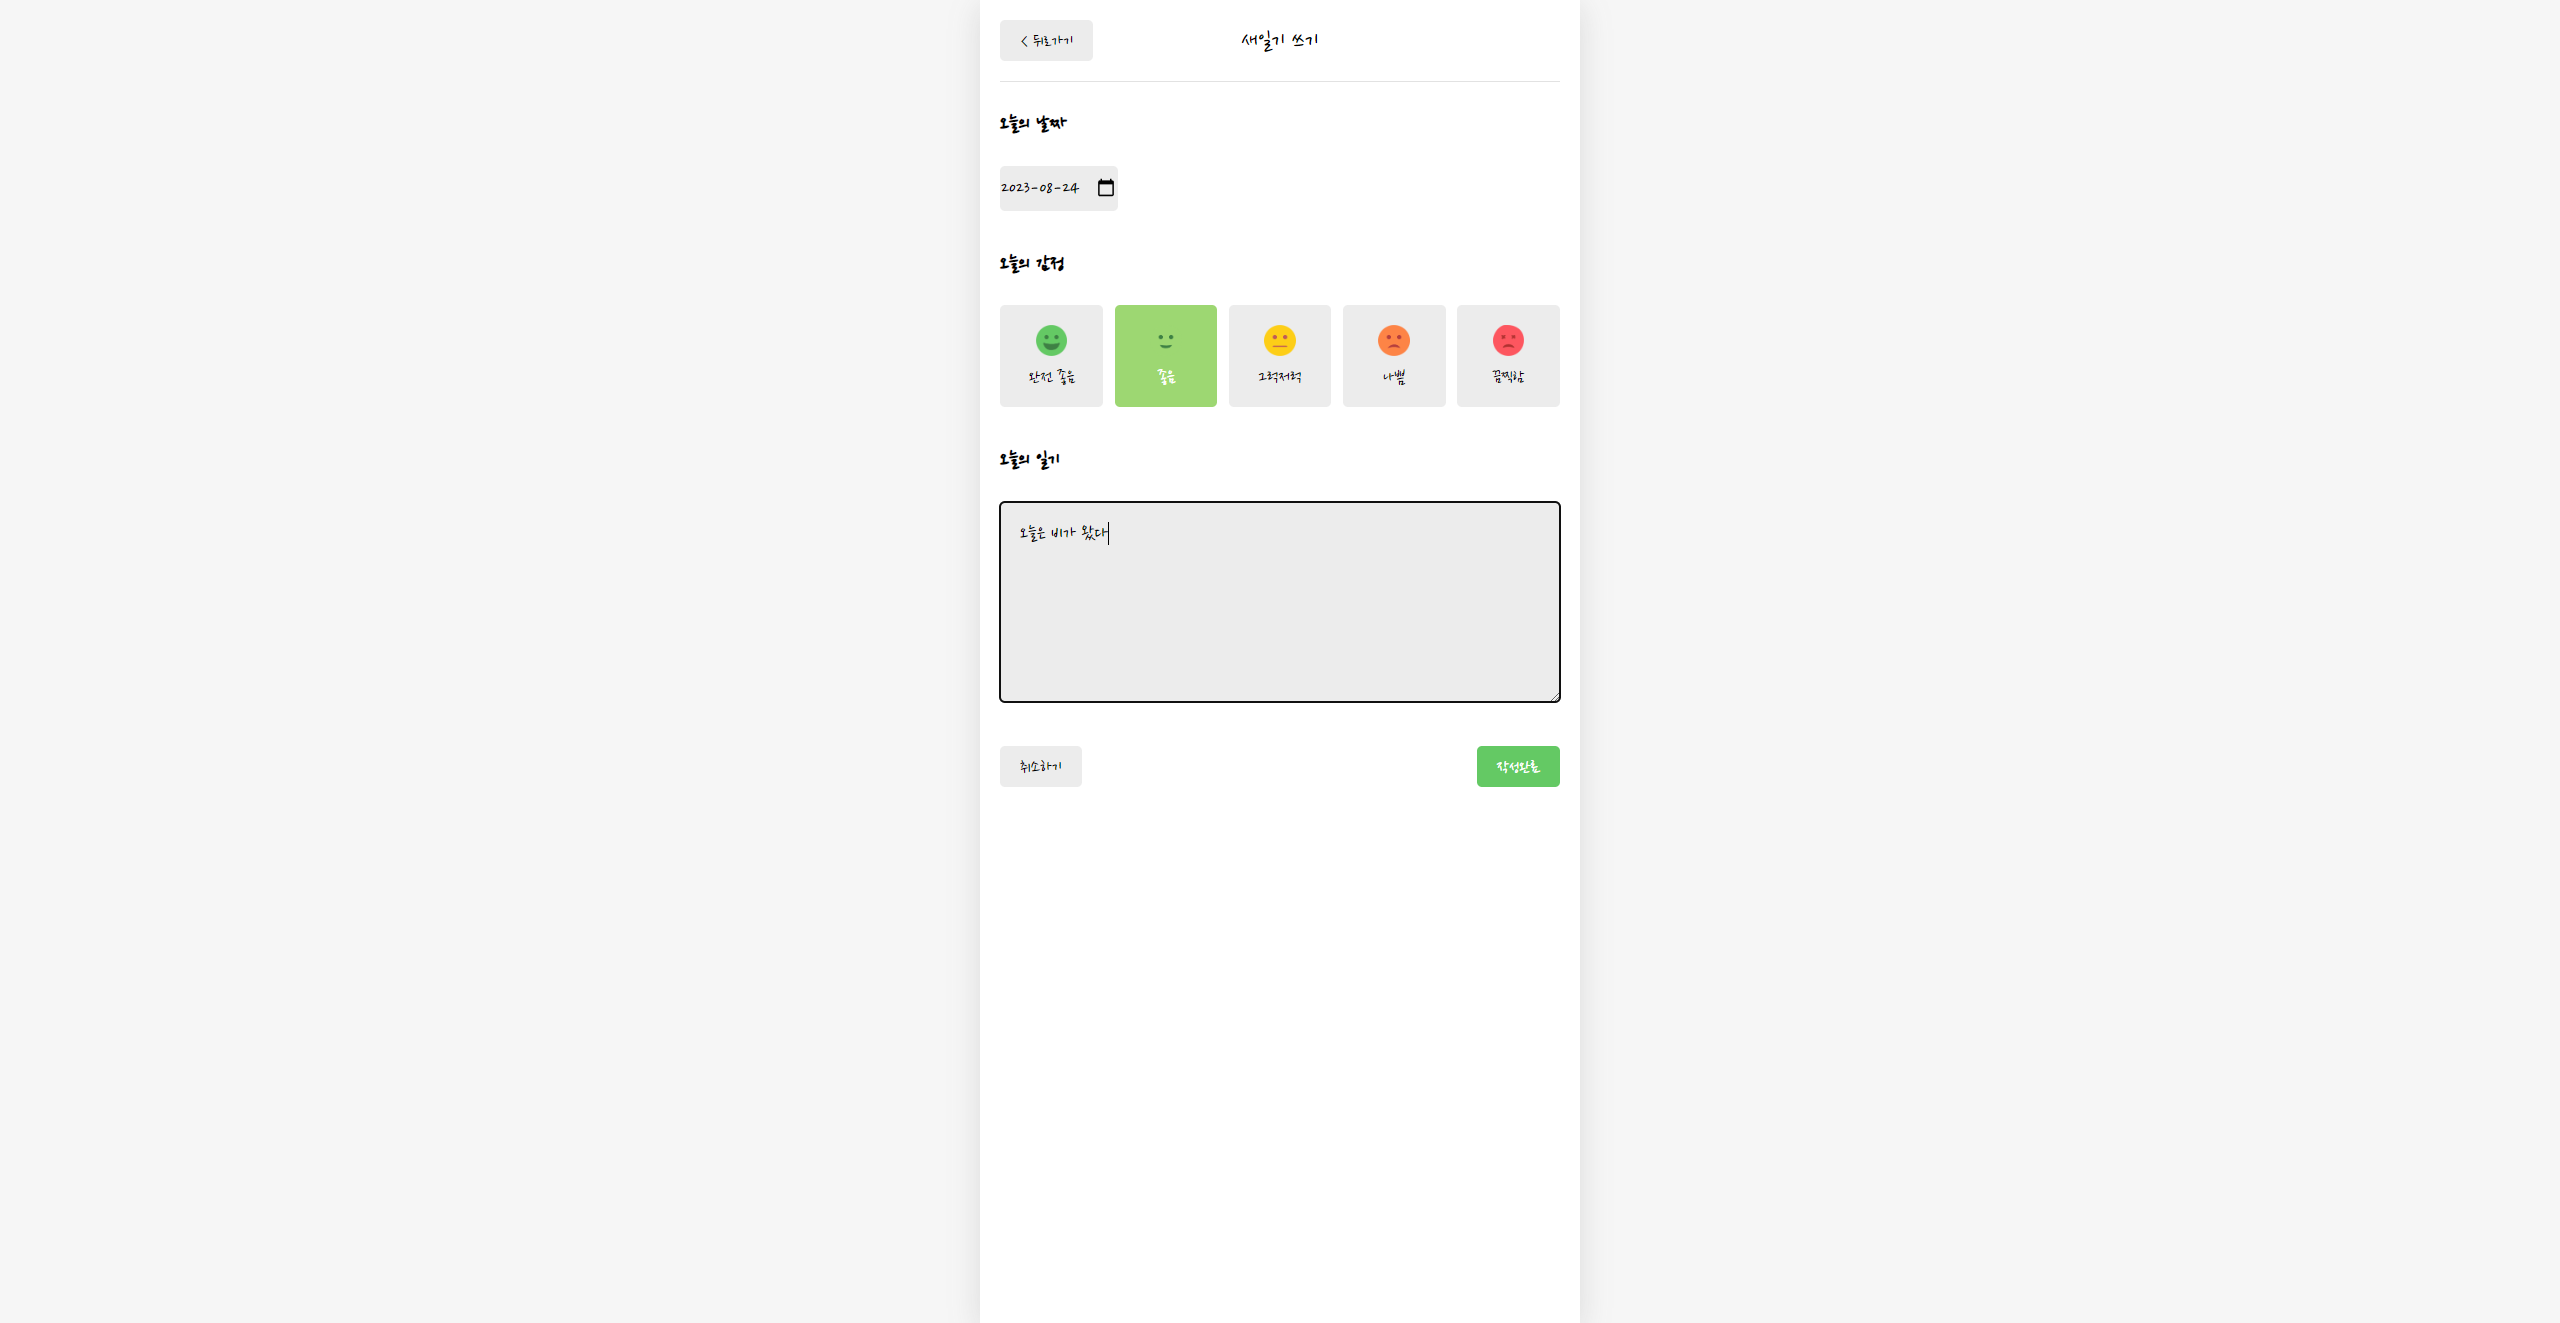 < 뒤로가기 새일기 쓰기
오늘의 날짜
2023-08-24
오늘의 감정
완전 좋음 좋음 그럭저럭 나쁨 끔찍함
오늘의 일기
오늘은 비가 왔다
취소하기 작성완료